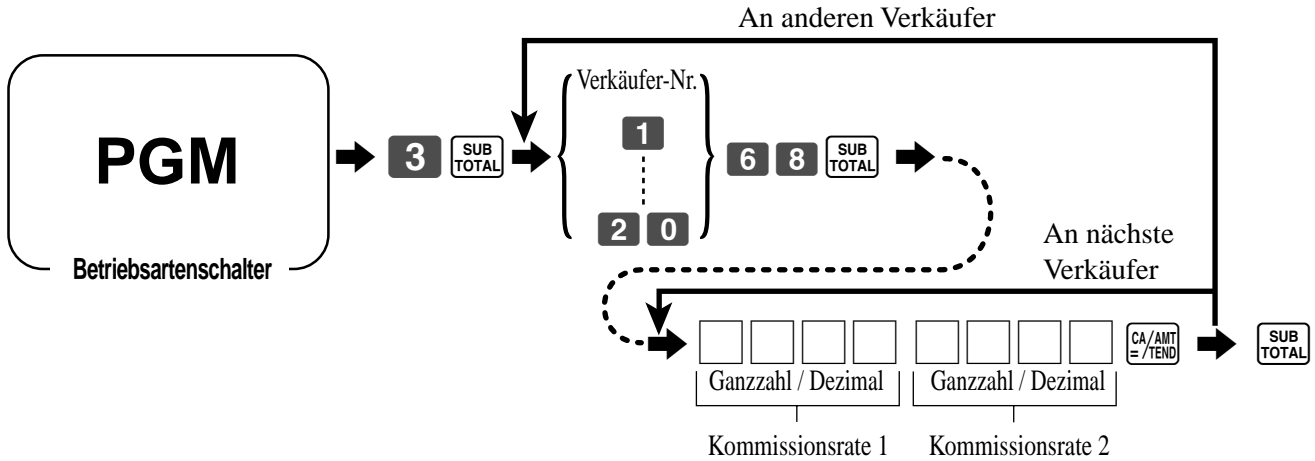 An anderen Verkäufer
PGM
Betriebsartenschalter
3 SUB TOTAL
Verkäufer-Nr.
1
2 0
6 8 SUB TOTAL
An nächste
Verkäufer
CA/AMT
= /TEND
SUB
TOTAL
Ganzzahl / Dezimal Ganzzahl / Dezimal
Kommissionsrate 1 Kommissionsrate 2